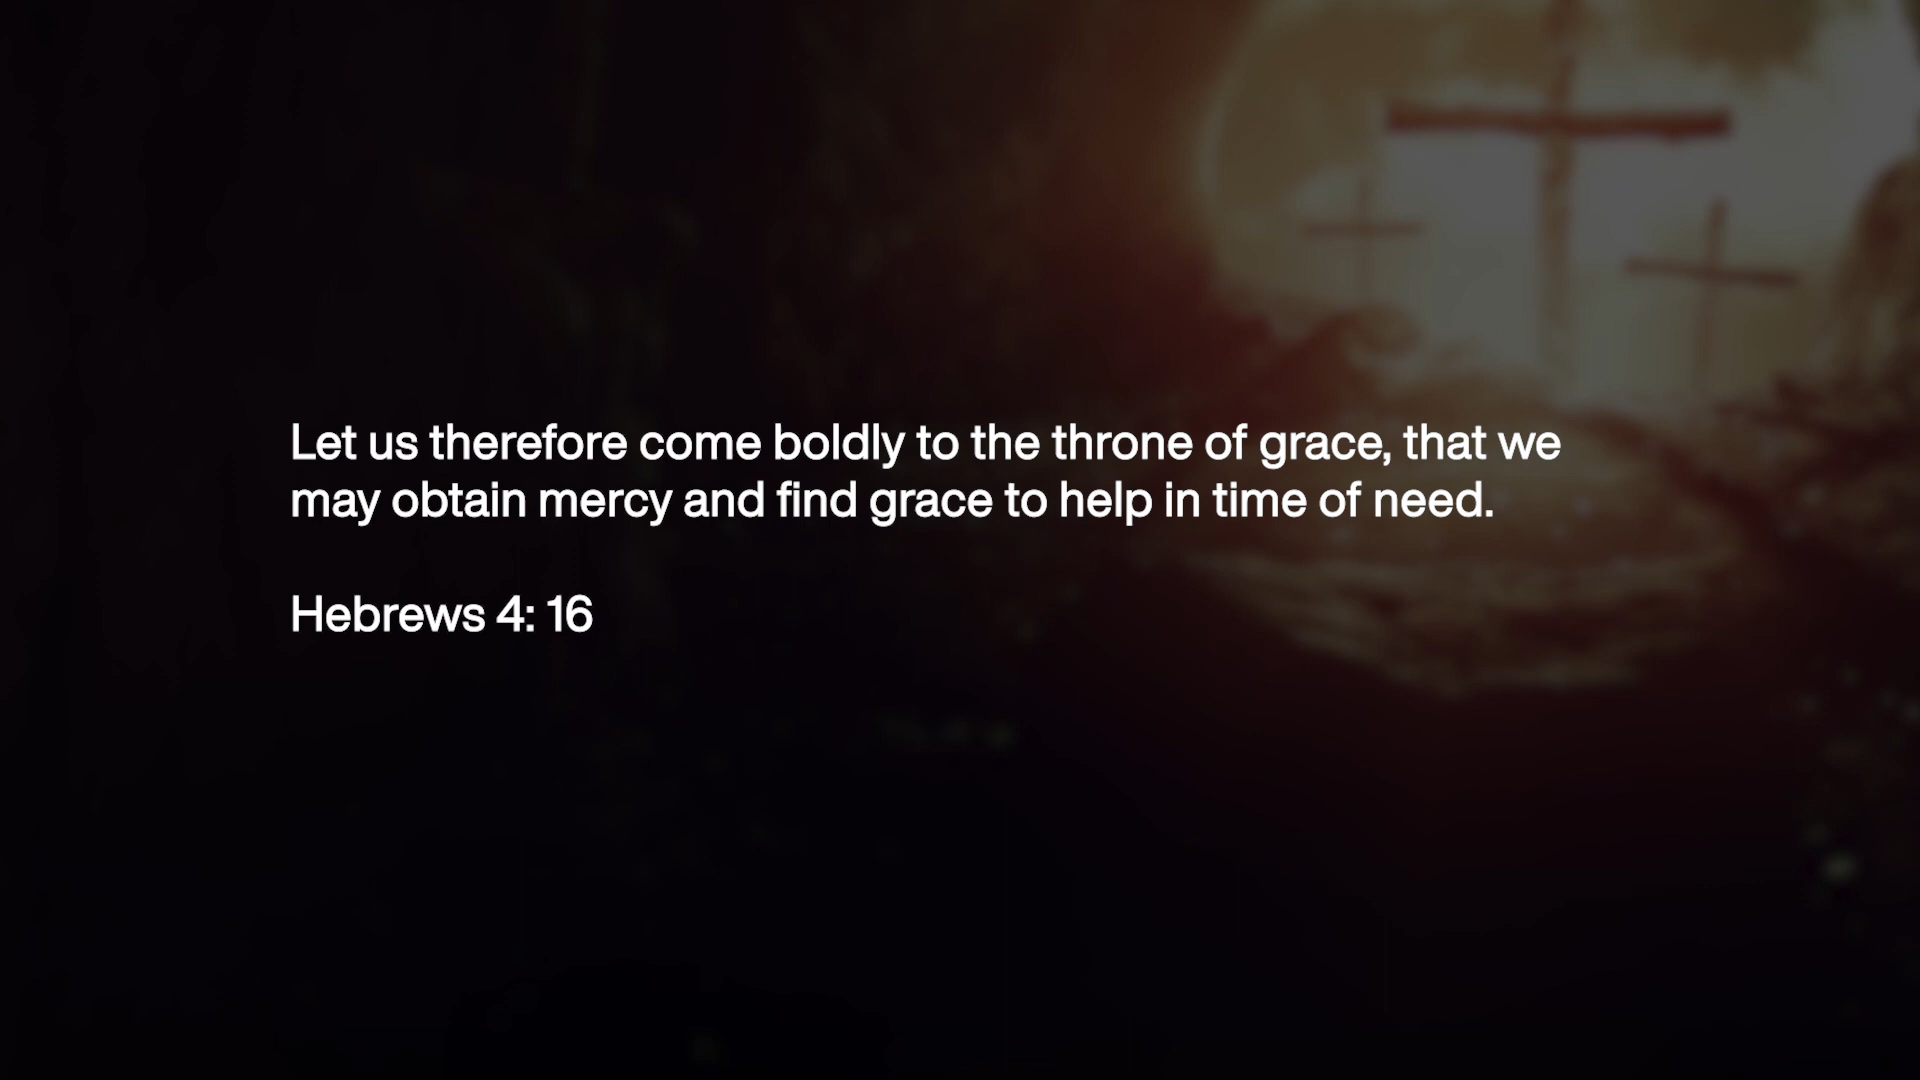 Let us therefore come boldly to the throne of grace, that we
may obtain mercy and find grace to help in time of need.
Hebrews 4: 16